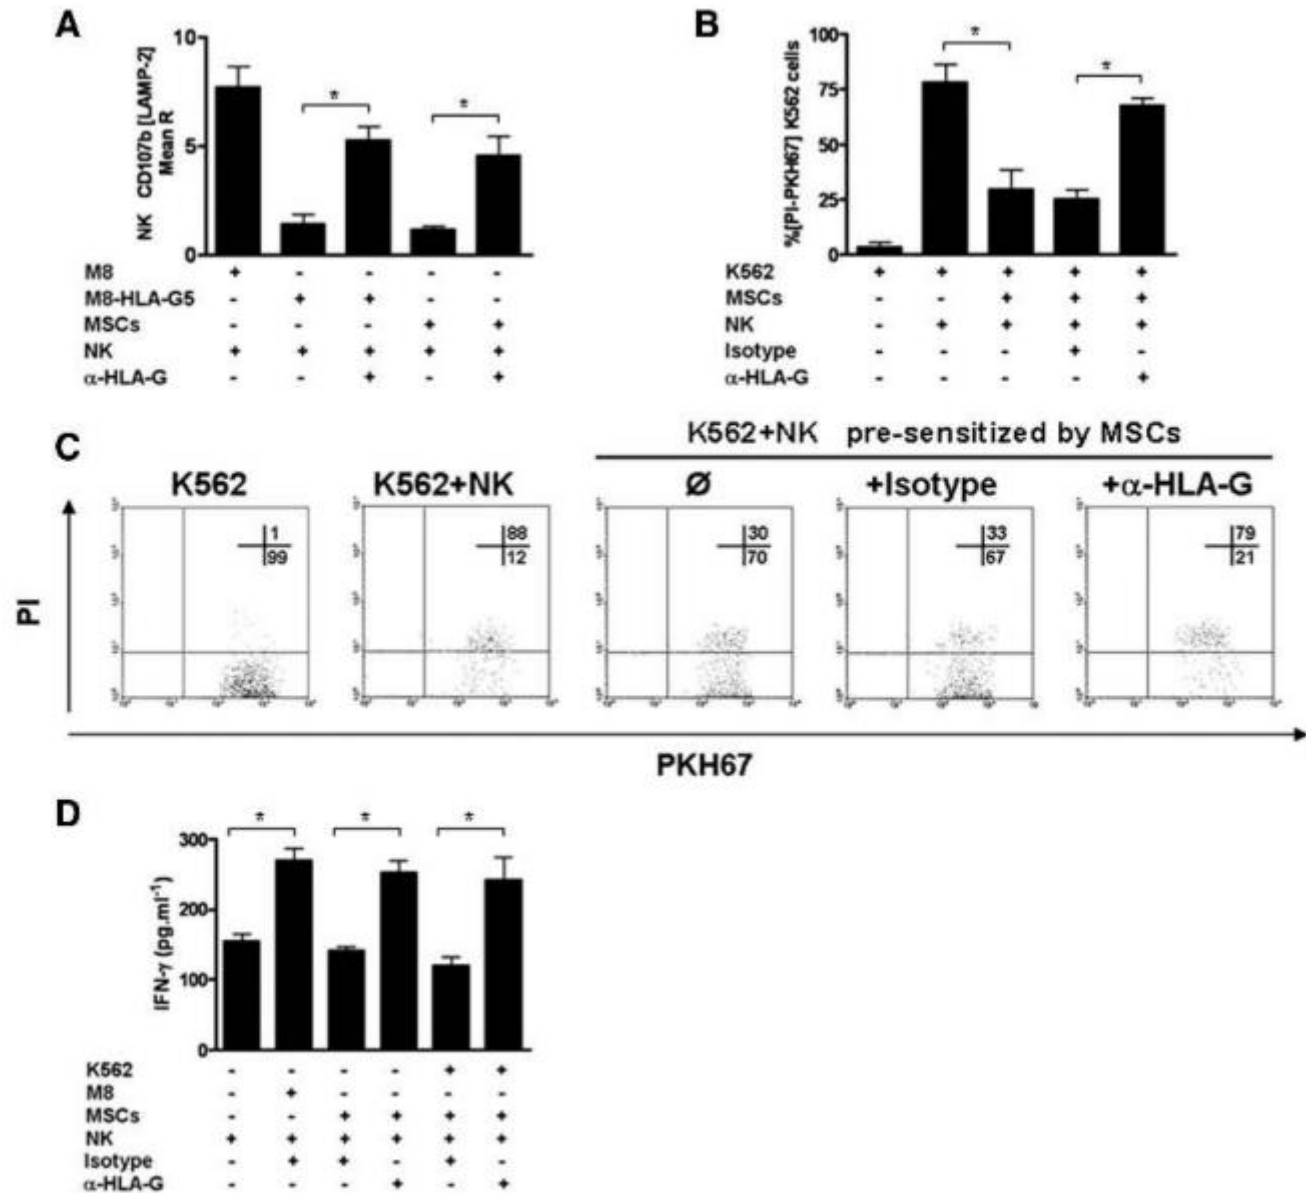 A
NK CD107b [LAMP-2]
Mean R
10
5
0
*
*
M8 + - - - -
M8-HLA-G5 - + + - -
MSCs - - - + +
NK + + + + +
α-HLA-G - - + - +
B
%[PI-PKH67] K562 cells
100
75
50
25
0
*
*
K562 + + + + +
MSCs - - + + +
NK - + + + +
Isotype - - - + -
α-HLA-G - - - - +
C
K562+NK pre-sensitized by MSCs
K562 K562+NK Ø +Isotype +α-HLA-G
1 88 30 33 79
99 12 70 67 21
PI
PKH67
D
IFN-γ (pg.ml-1)
300
200
100
0
* * *
K562 - - - - + +
M8 - + - - - -
MSCs - - + + + +
NK + + + + + +
Isotype - + + - + -
α-HLA-G - - - + - +